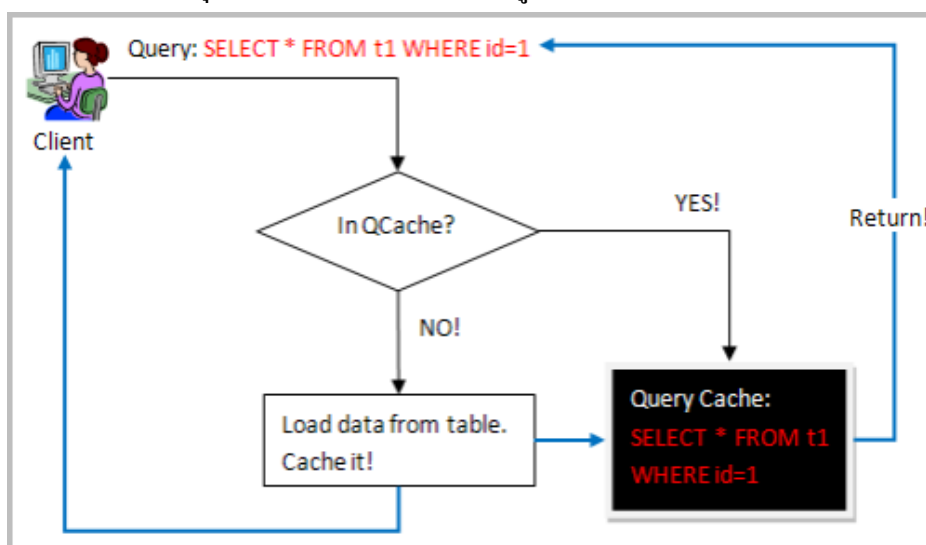 Query: SELECT * FROM t1 WHERE id=1
Client
In QCache?
YES!
Return!
NO!
Load data from table.
Cache it!
Query Cache:
SELECT * FROM t1
WHERE id=1